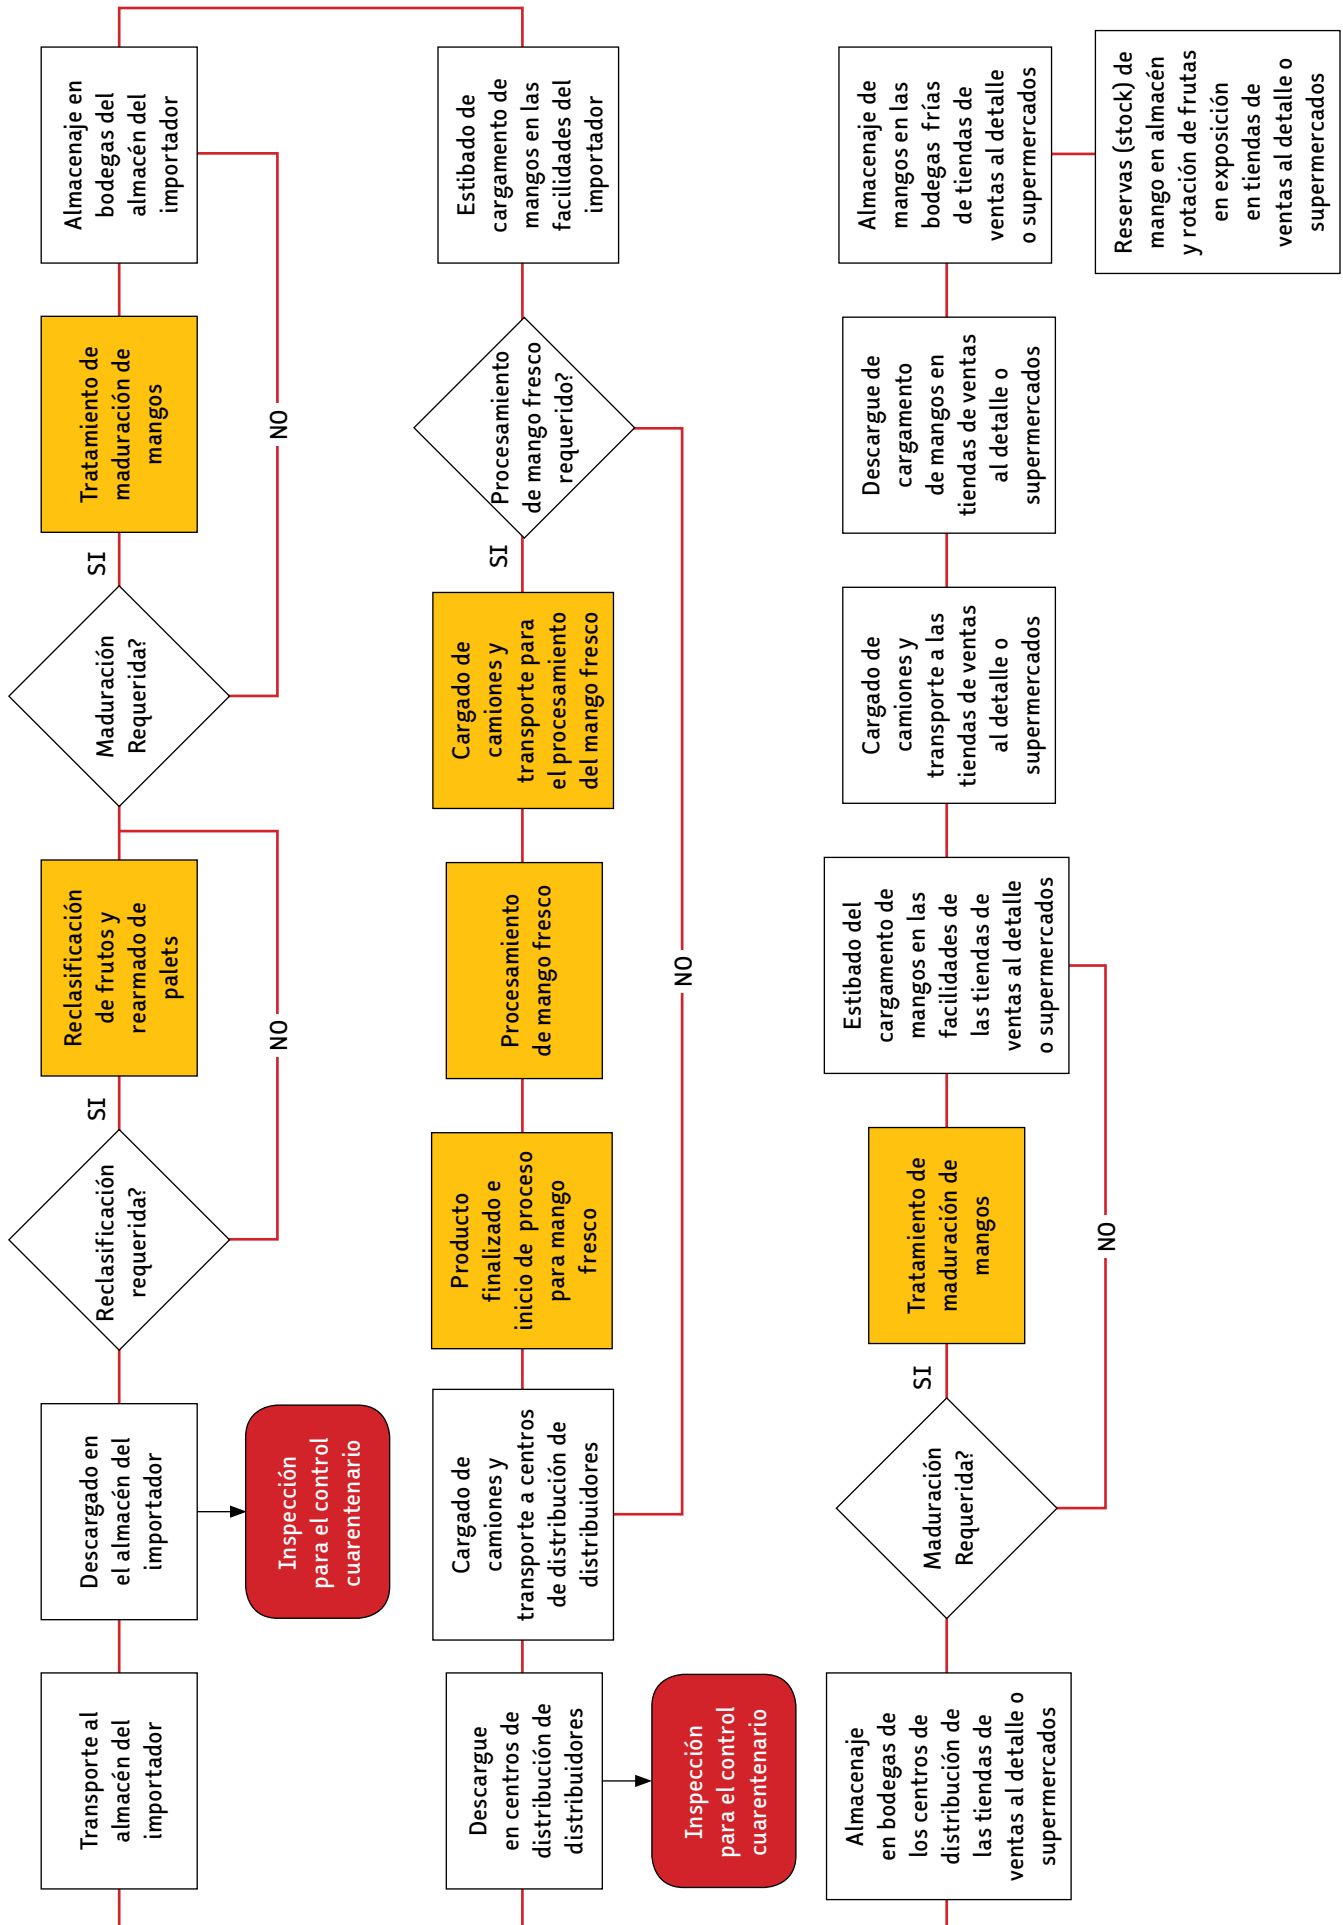 Transporte al
almacén del
importador
Descargado en
el almacén del
importador
Inspección
para el control
cuarentenario
Reclasificación
requerida?
SI
NO
Reclasificación
de frutos y
rearmado de
palets
Maduración
Requerida?
SI
NO
Tratamiento de
maduración de
mangos
Almacenaje en
bodegas del
almacén del
importador
Estibado de
cargamento de
mangos en las
facilidades del
importador
Procesamiento
de mango fresco
requerido?
SI
NO
Cargado de
camiones y
transporte para
el procesamiento
del mango fresco
Procesamiento
de mango fresco
Producto
finalizado e
inicio de proceso
para mango
fresco
Cargado de
camiones y
transporte a centros
de distribución de
distribuidores
Descargue
en centros de
distribución de
distribuidores
Inspección
para el control
cuarentenario
Almacenaje
en bodegas de
los centros de
distribución de
las tiendas de
ventas al detalle o
supermercados
Maduración
Requerida?
SI
NO
Tratamiento de
maduración de
mangos
Estibado del
cargamento de
mangos en las
facilidades de
las tiendas de
ventas al detalle
o supermercados
Cargado de
camiones y
transporte a las
tiendas de ventas
al detalle o
supermercados
Descargue de
cargamento
de mangos en
tiendas de ventas
al detalle o
supermercados
Almacenaje de
mangos en las
bodegas frías
de tiendas de
ventas al detalle
o supermercados
Reservas (stock) de
mango en almacén
y rotación de frutas
en exposición
en tiendas de
ventas al detalle o
supermercados